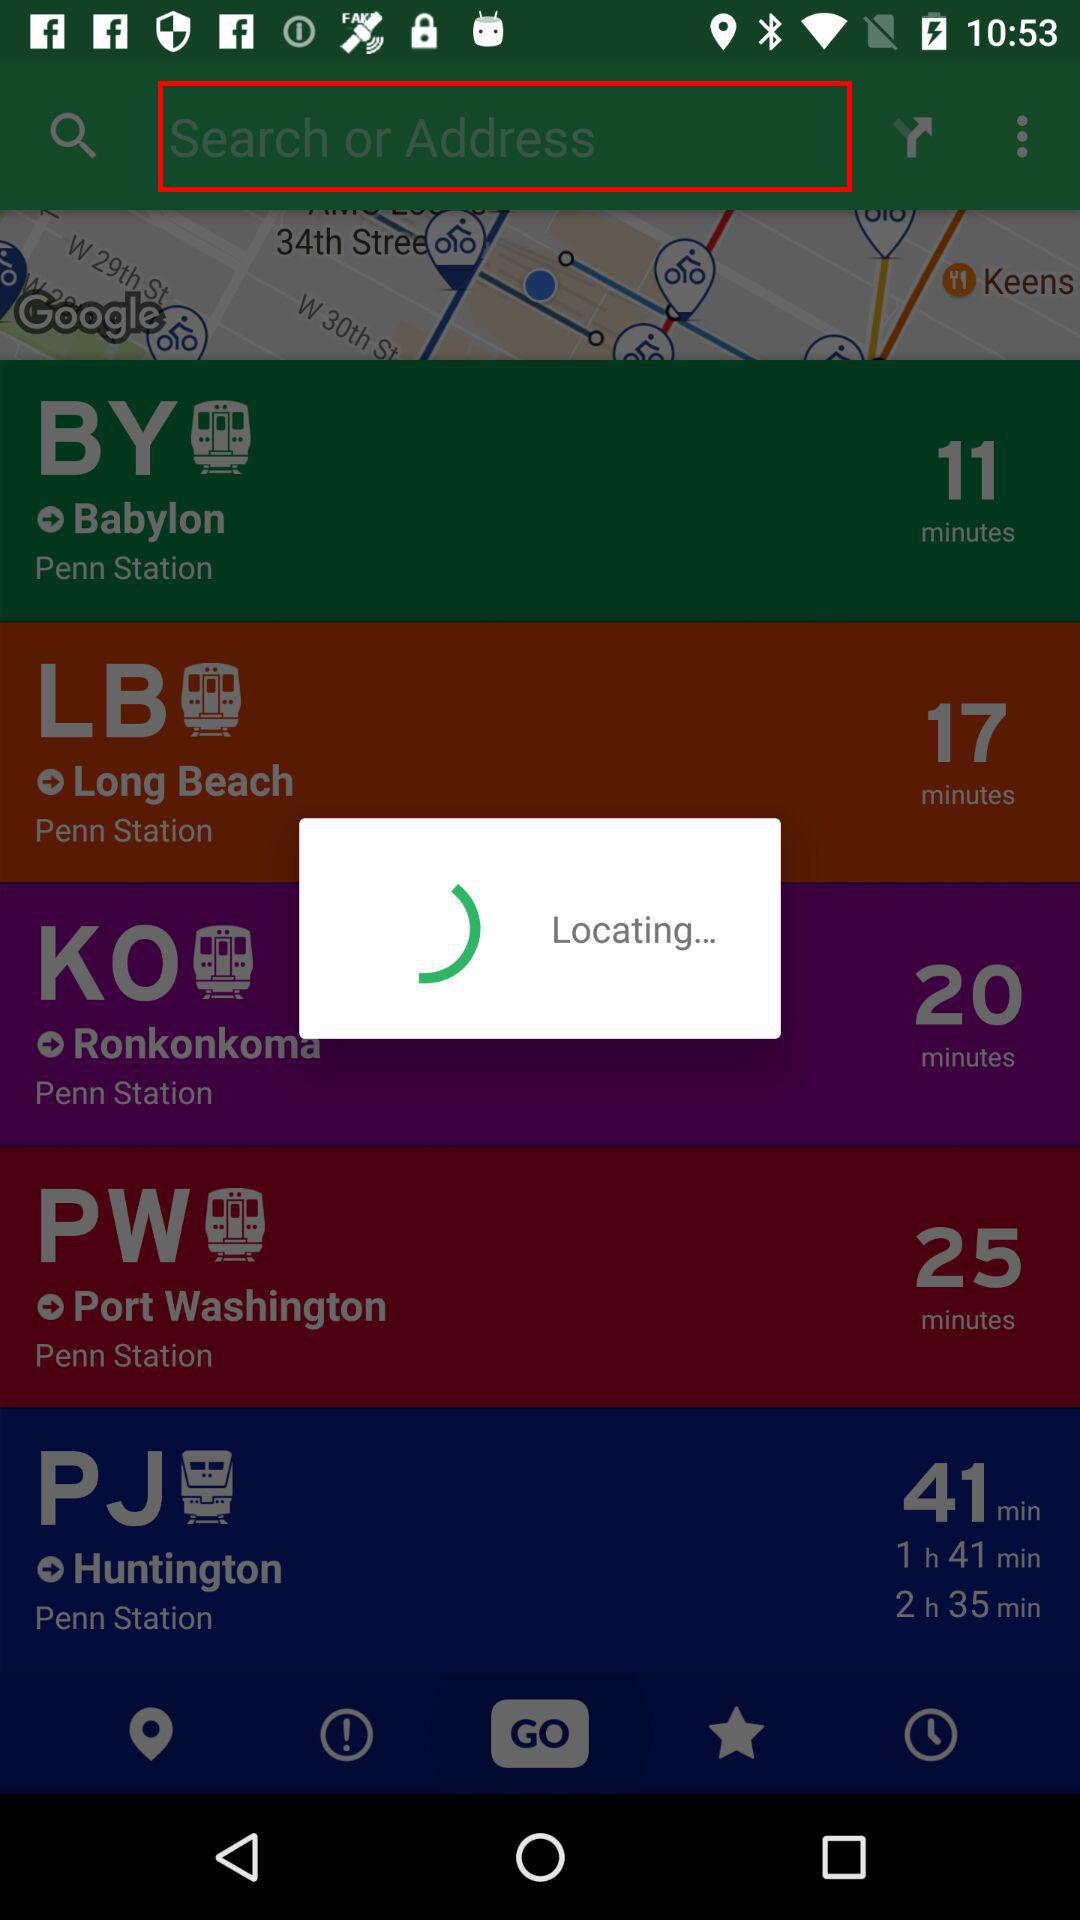 FAKE
10:53
Search or Address
34th Stree
W 29th St
W 30th St
Keens
Google
BY
Babylon
Penn Station
11
minutes
LB
Long Beach
Penn Station
17
minutes
Locating...
KO
Ronkonkoma
Penn Station
20
minutes
PW
Port Washington
Penn Station
25
minutes
PJ
Huntington
Penn Station
41 min
1 h 41 min
2 h 35 min
GO